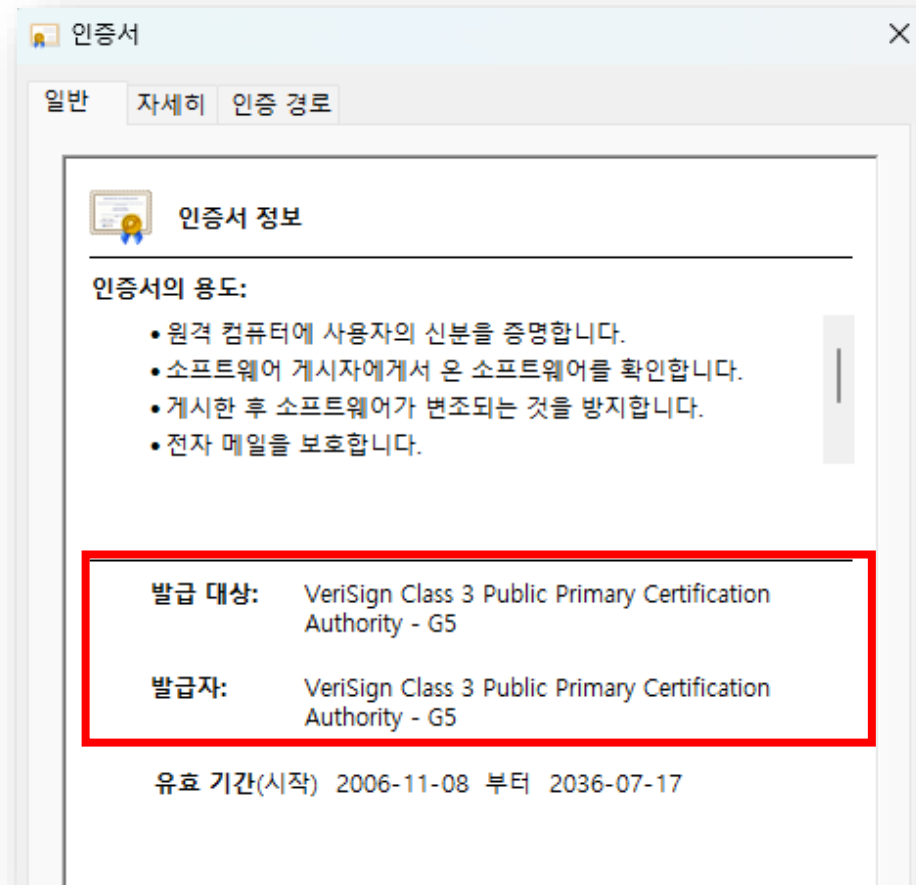 인증서
일반 자세히 인증 경로
인증서 정보
인증서의 용도:
• 원격 컴퓨터에 사용자의 신분을 증명합니다.
• 소프트웨어 게시자에게서 온 소프트웨어를 확인합니다.
• 게시한 후 소프트웨어가 변조되는 것을 방지합니다.
• 전자 메일을 보호합니다.
발급 대상: VeriSign Class 3 Public Primary Certification
Authority - G5
발급자: VeriSign Class 3 Public Primary Certification
Authority - G5
유효 기간(시작) 2006-11-08 부터 2036-07-17